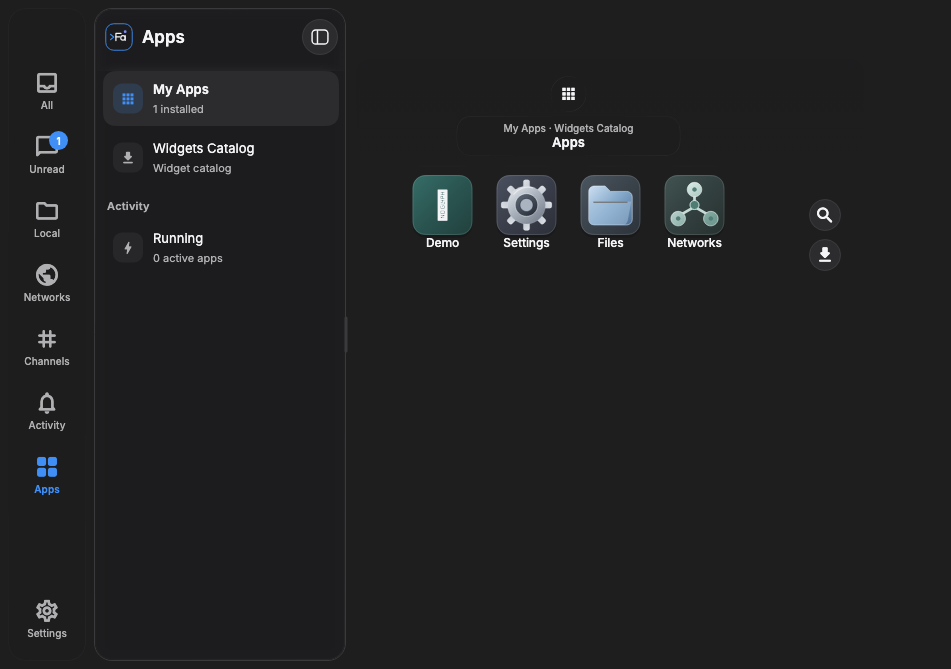 All
1
Unread
Local
Networks
Channels
Activity
Apps
Settings
>Fa
Apps
My Apps
1 installed
Widgets Catalog
Widget catalog
Activity
Running
0 active apps
My Apps · Widgets Catalog
Apps
Demo
Settings
Files
Networks